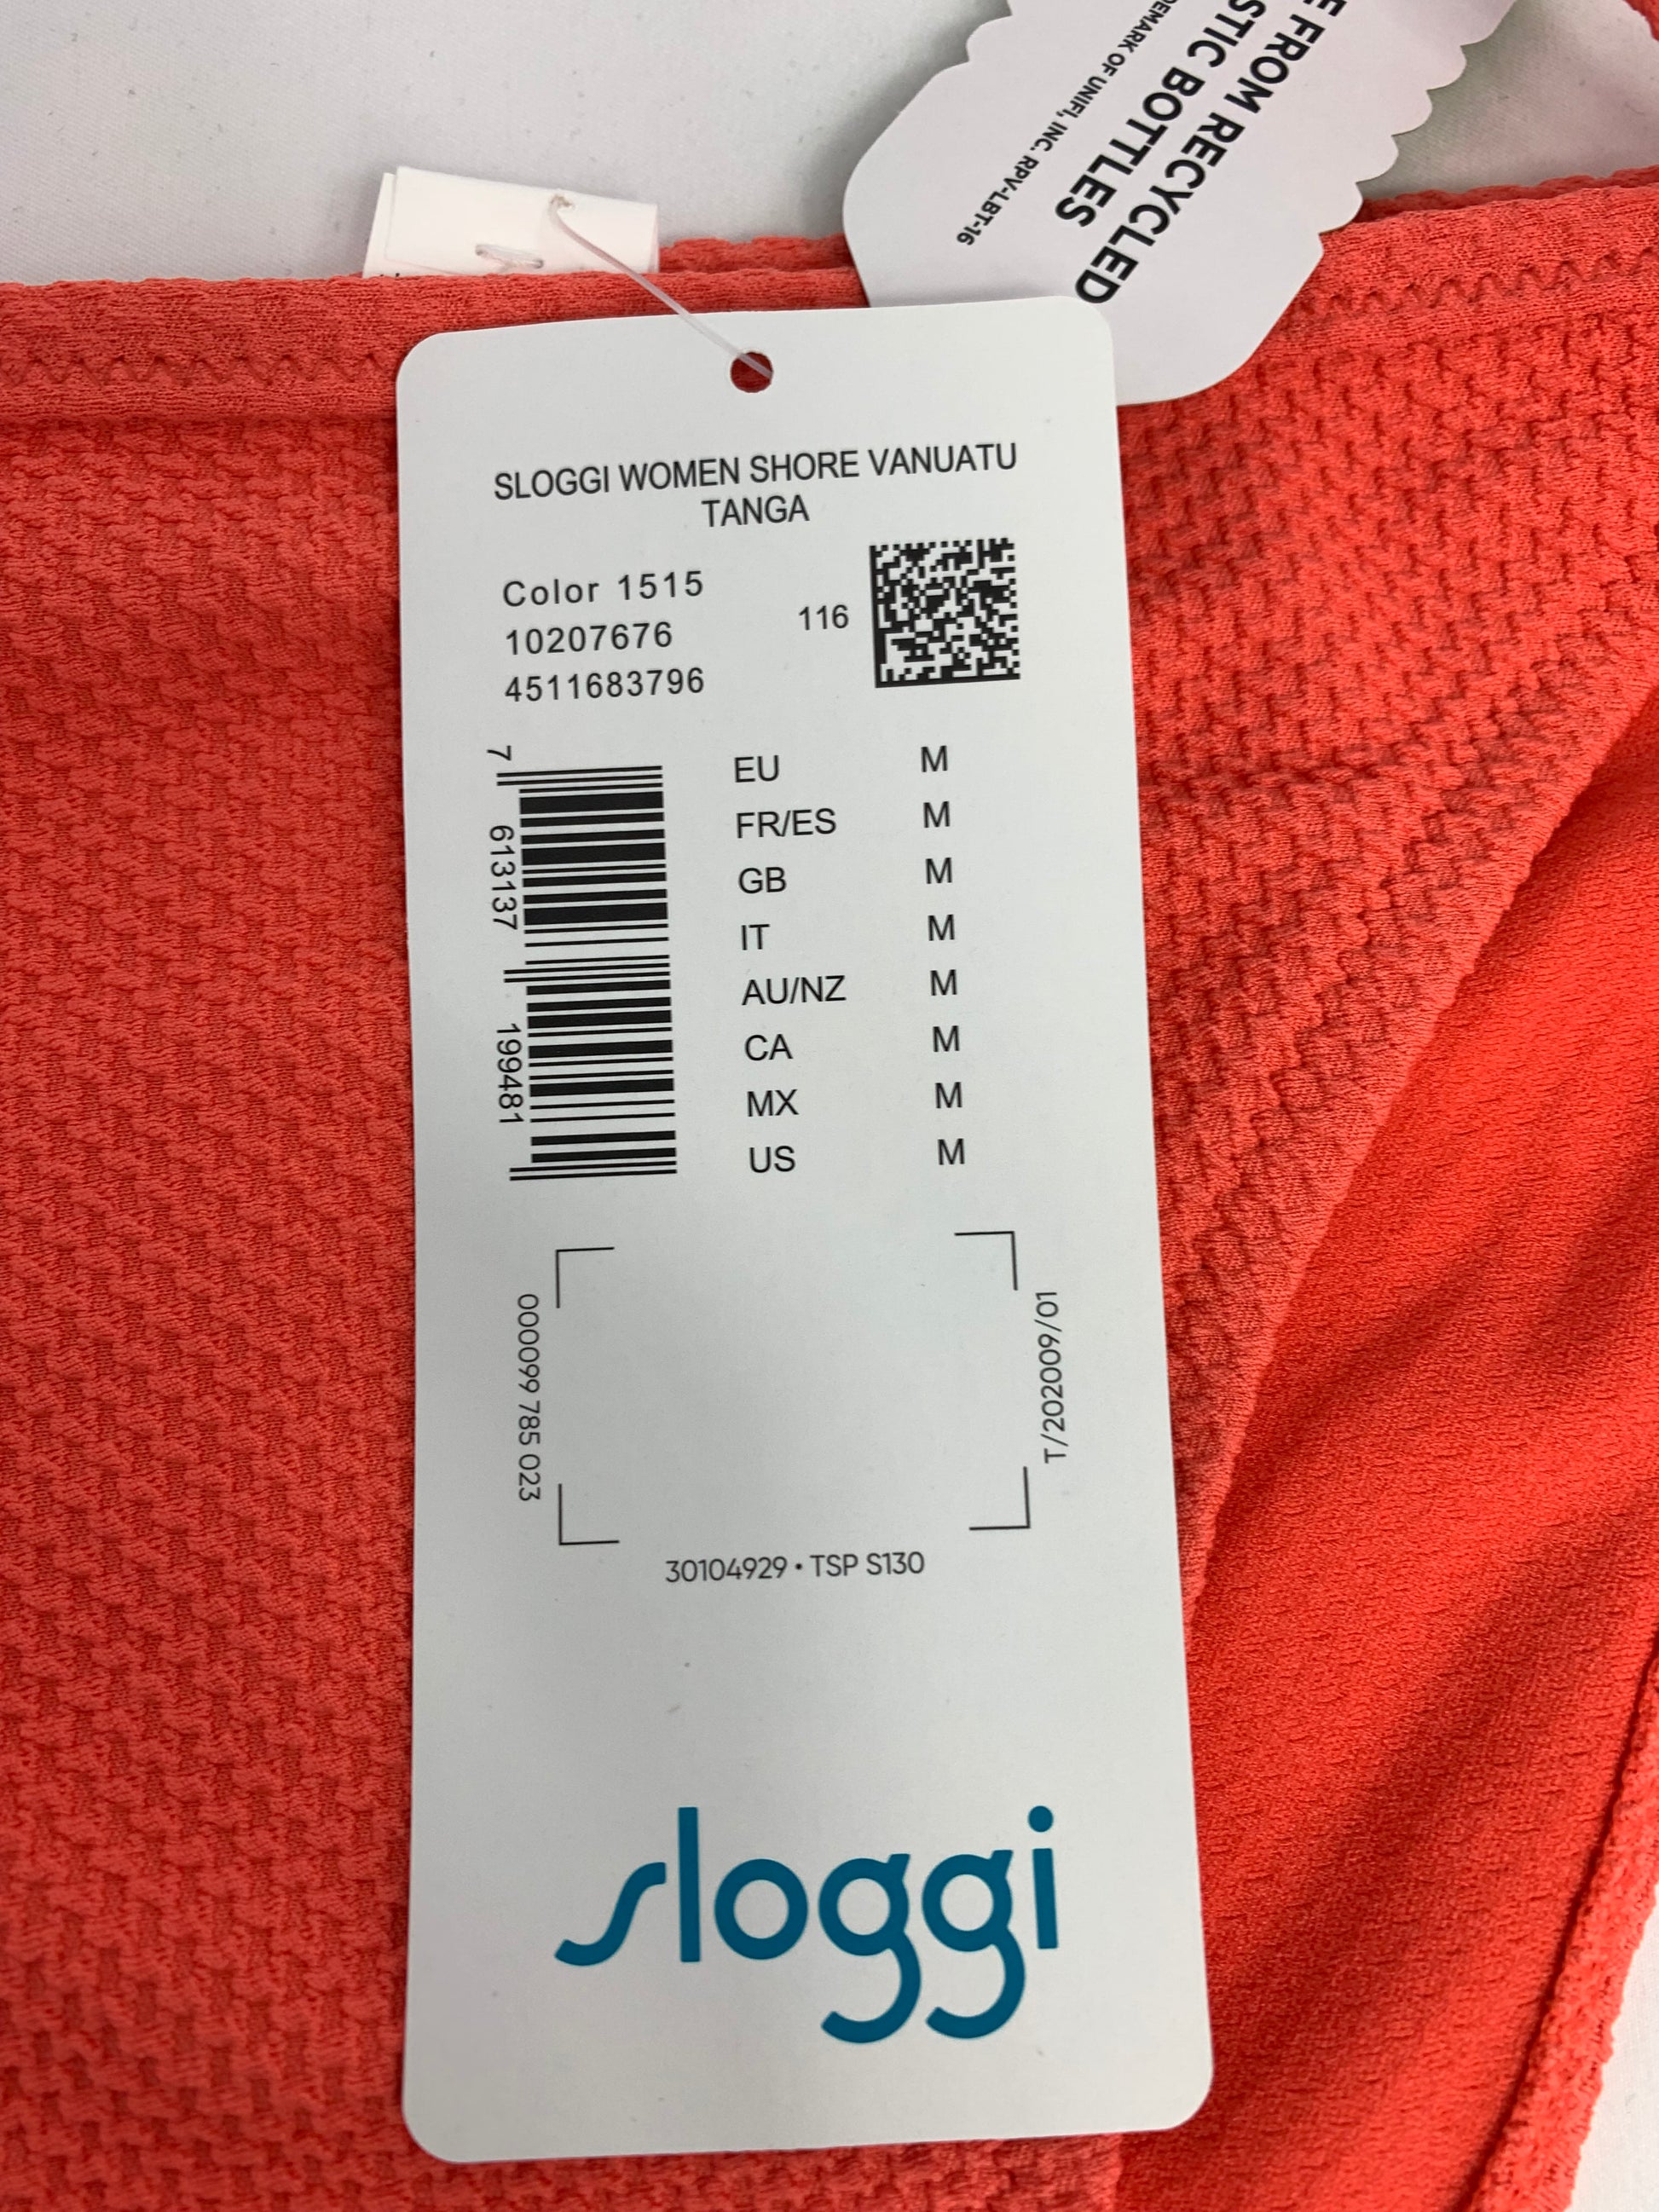 E FROM RECYCLED
STIC BOTTLES
DEMARK OF UNIFI, INC. RPV-LBT-16
SLOGGI WOMEN SHORE VANUATU
TANGA
Color 1515
10207676
4511683796
116
7 613137 199481
EU M
FR/ES M
GB M
IT M
AU/NZ M
CA M
MX M
US M
000099 785 023
T/202009/01
30104929 • TSP S130
sloggi